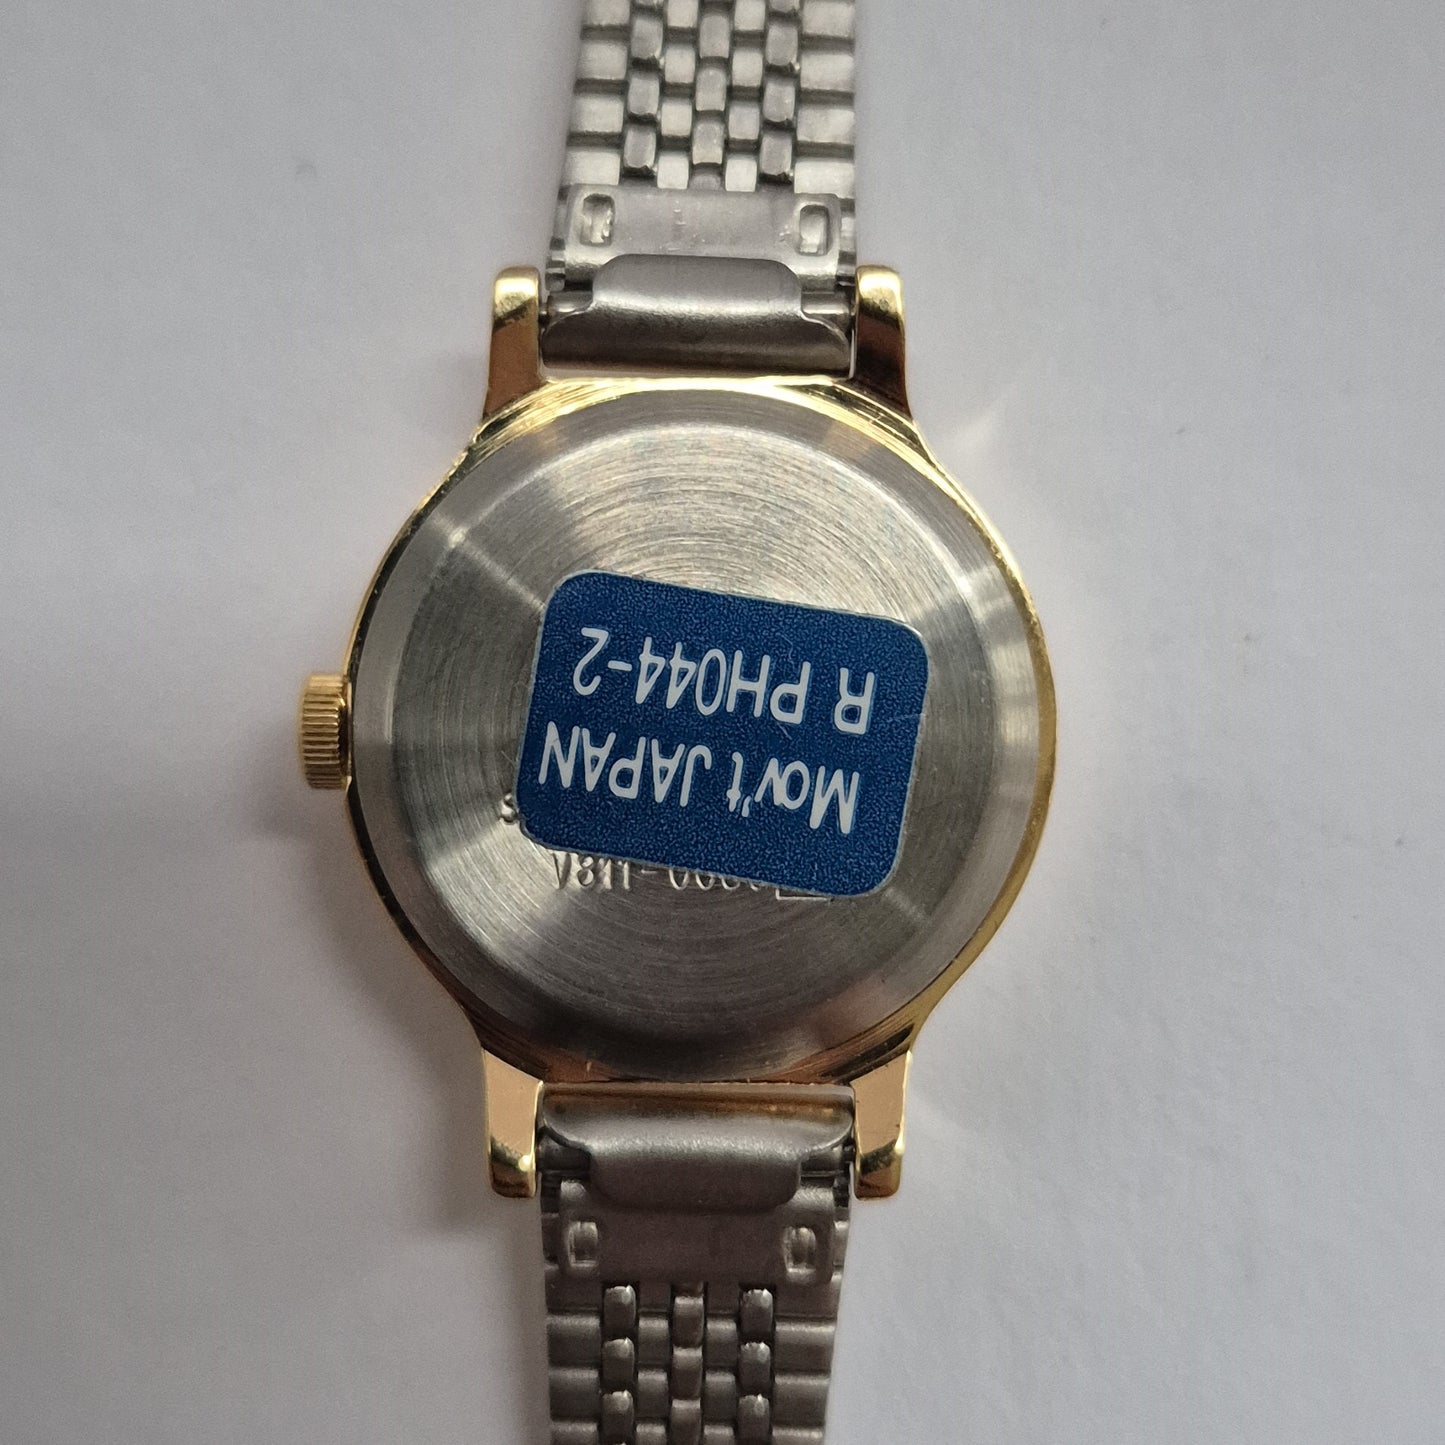 Mov't JAPAN
R PH044-2
V811-